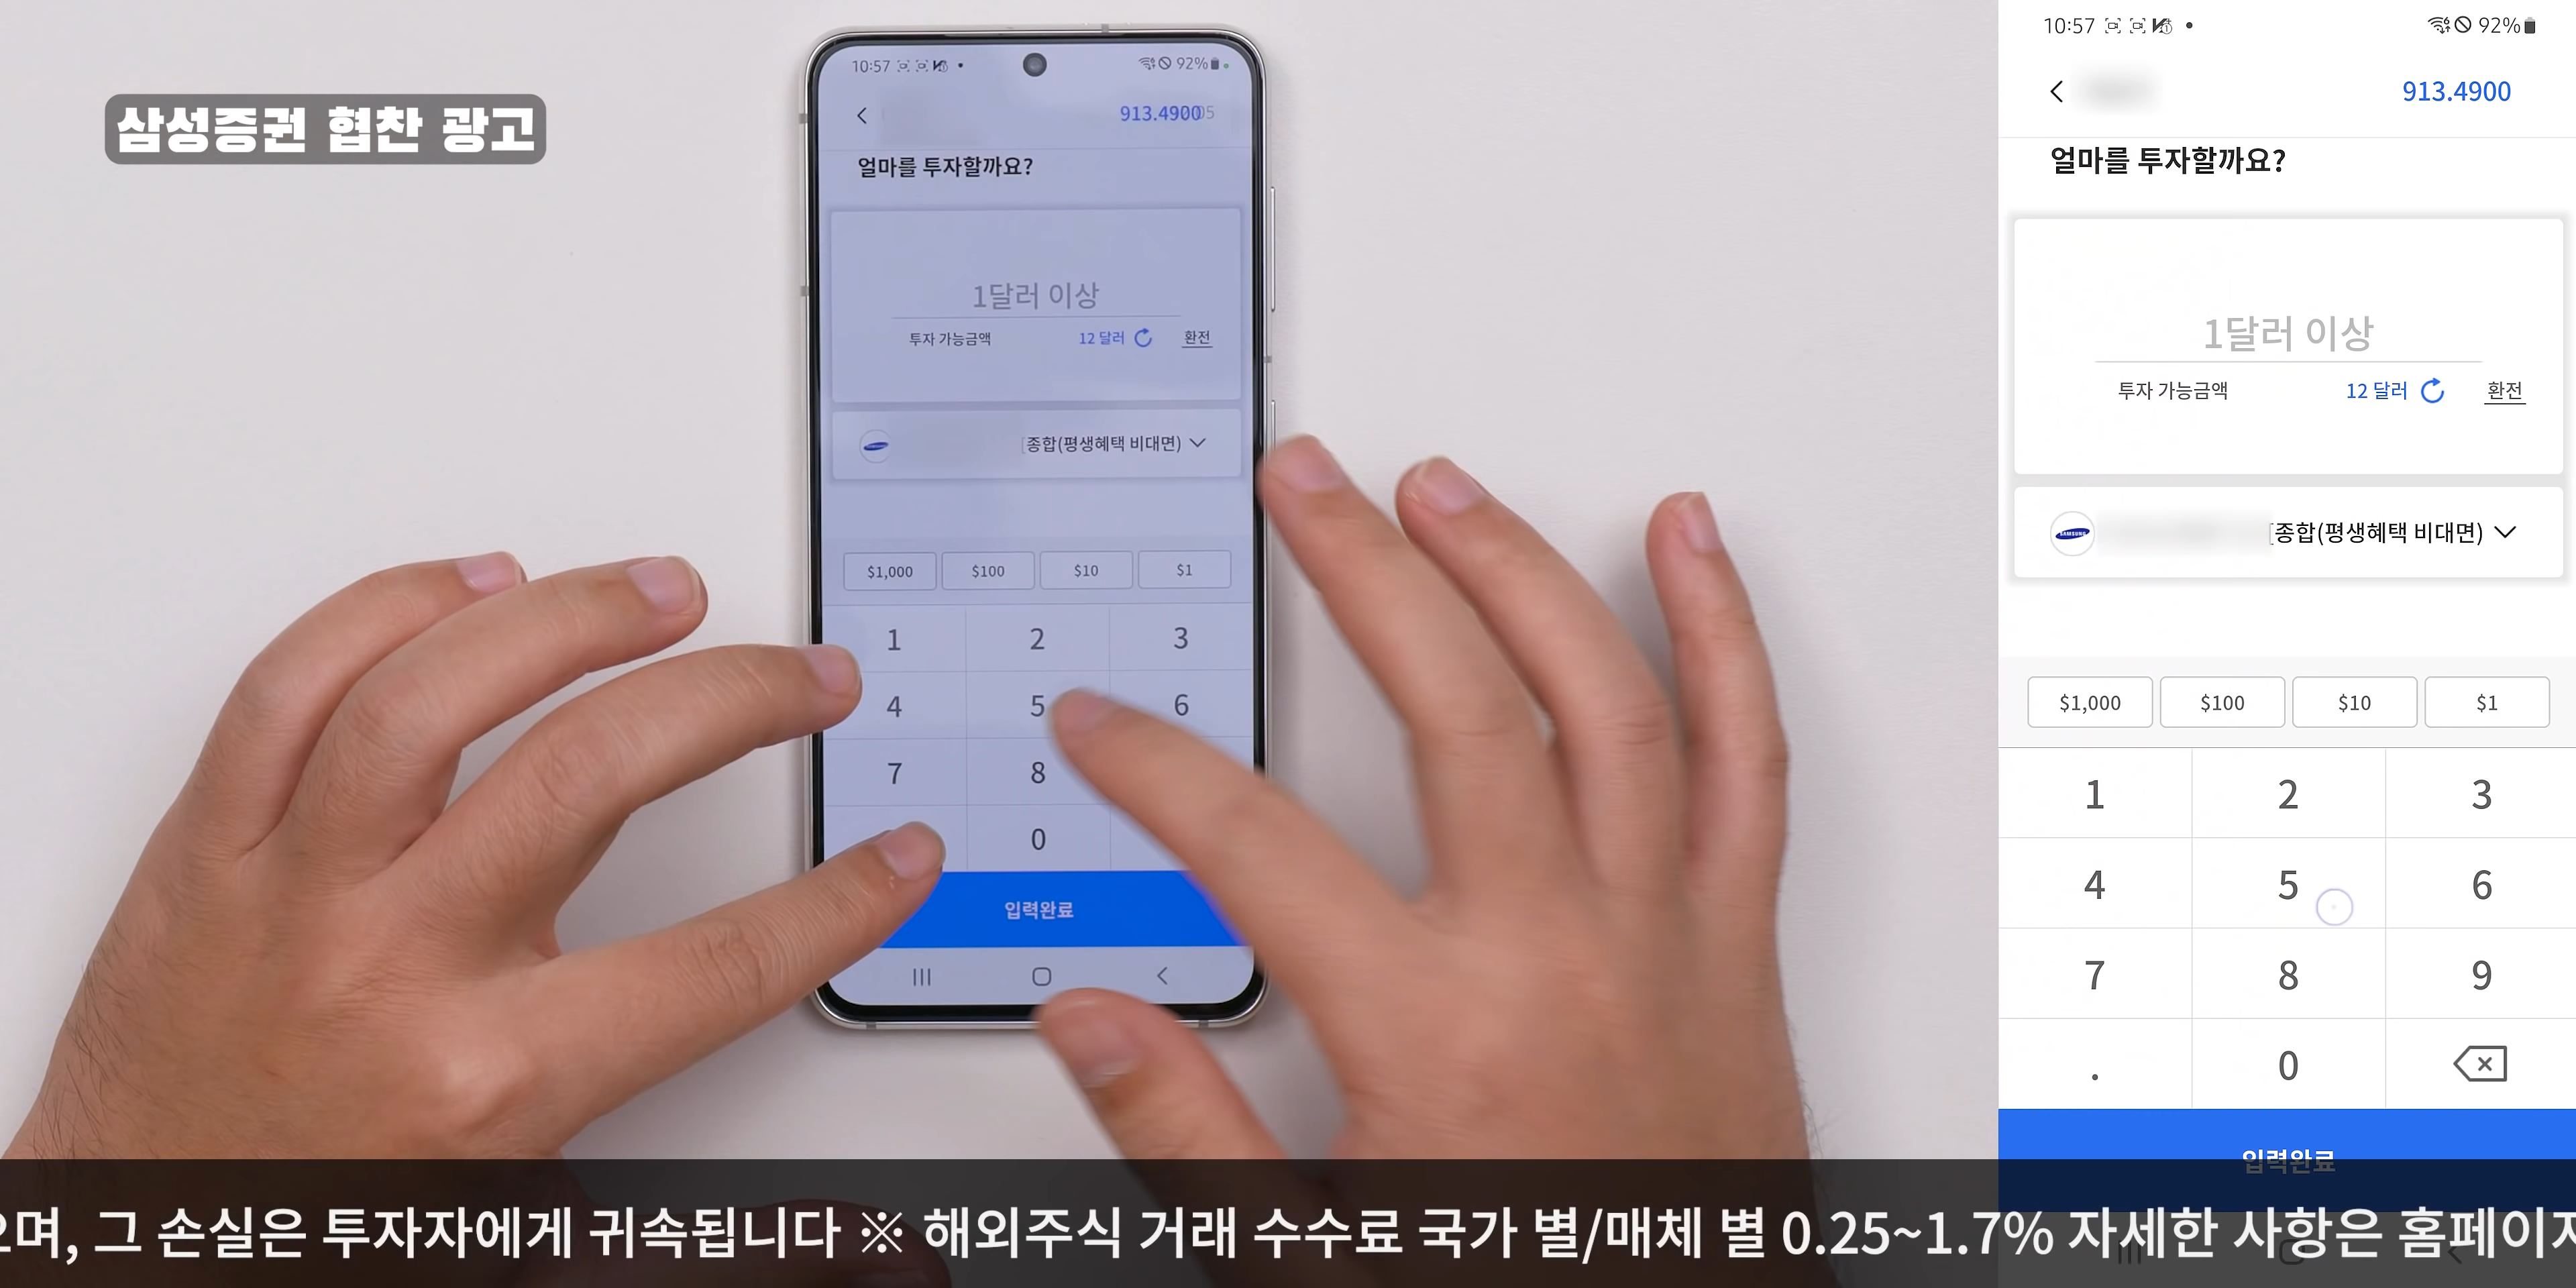 삼성증권 협찬 광고
10:57
92%
913.4900
얼마를 투자할까요?
1달러 이상
투자 가능금액 12 달러 환전
종합(평생혜택 비대면)
$1,000 $100 $10 $1
1 2 3
4 5 6
7 8
0
입력완료
10:57 92%
913.4900
얼마를 투자할까요?
1달러 이상
투자 가능금액 12 달러 환전
SAMSUNG
[종합(평생혜택 비대면)
$1,000 $100 $10 $1
1 2 3
4 5 6
7 8 9
. 0
입력완료
으며, 그 손실은 투자자에게 귀속됩니다 ※ 해외주식 거래 수수료 국가 별/매체 별 0.25~1.7% 자세한 사항은 홈페이지